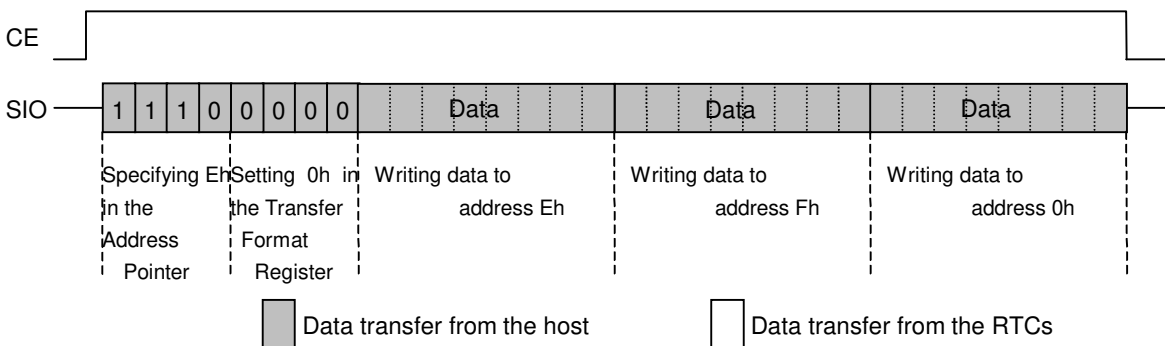 CE
SIO 1 1 1 0 0 0 0 0 Data Data Data
Specifying Eh Setting 0h in Writing data to Writing data to Writing data to
in the the Transfer address Eh address Fh address 0h
Address Format
Pointer Register
Data transfer from the host Data transfer from the RTCs